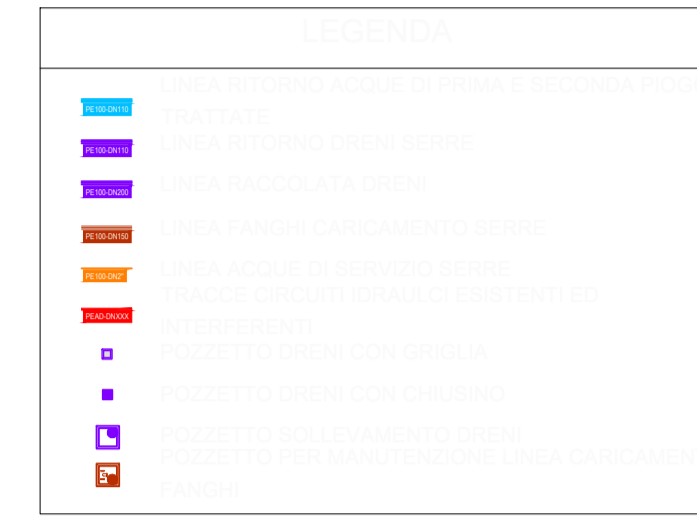 LEGENDA
LINEA RITORNO ACQUE DI PRIMA E SECONDA PIOG
PE100-DN110 TRATTATE
PE100-DN110 LINEA RITORNO DRENI SERRE
PE100-DN200 LINEA RACCOLATA DRENI
PE100-DN150 LINEA FANGHI CARICAMENTO SERRE
PE100-DN2" LINEA ACQUE DI SERVIZIO SERRE
TRACCE CIRCUITI IDRAULCI ESISTENTI ED
PEAD-DNXXX INTERFERENTI
POZZETTO DRENI CON GRIGLIA
POZZETTO DRENI CON CHIUSINO
POZZETTO SOLLEVAMENTO DRENI
POZZETTO PER MANUTENZIONE LINEA CARICAMEN
FANGHI